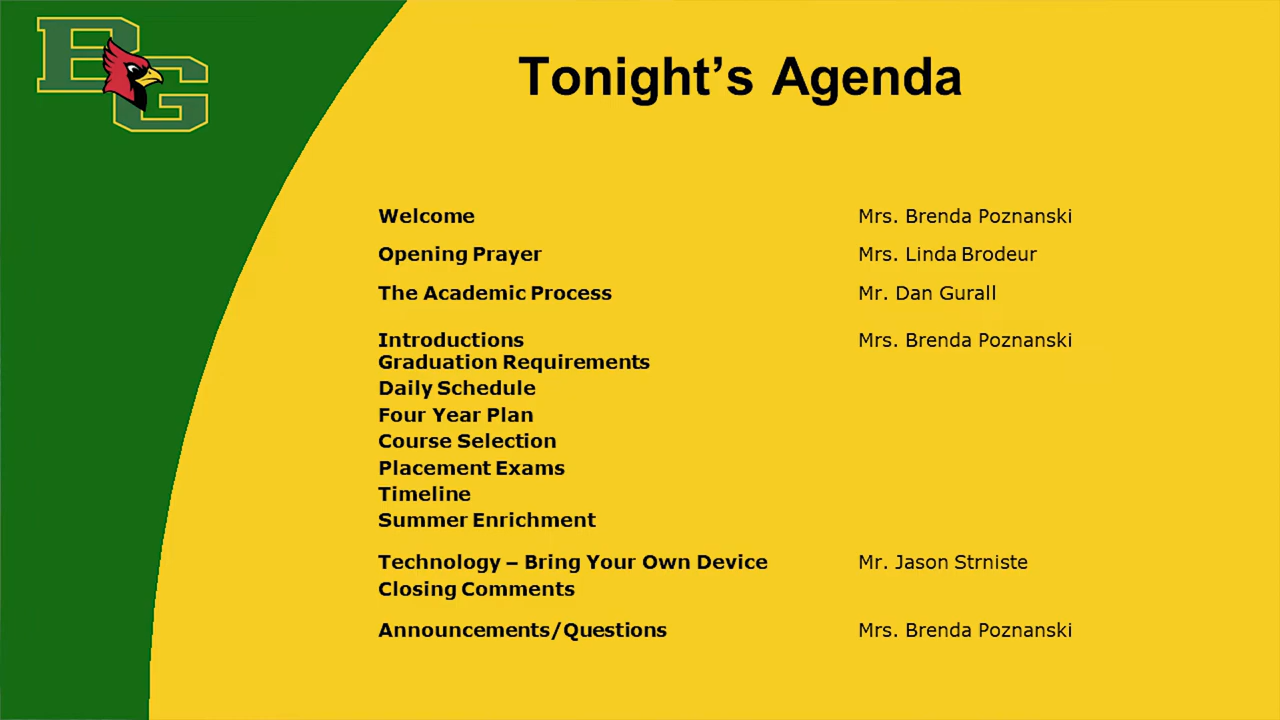 BG
Tonight’s Agenda
Welcome Mrs. Brenda Poznanski
Opening Prayer Mrs. Linda Brodeur
The Academic Process Mr. Dan Gurall
Introductions Mrs. Brenda Poznanski
Graduation Requirements
Daily Schedule
Four Year Plan
Course Selection
Placement Exams
Timeline
Summer Enrichment
Technology – Bring Your Own Device Mr. Jason Strniste
Closing Comments
Announcements/Questions Mrs. Brenda Poznanski